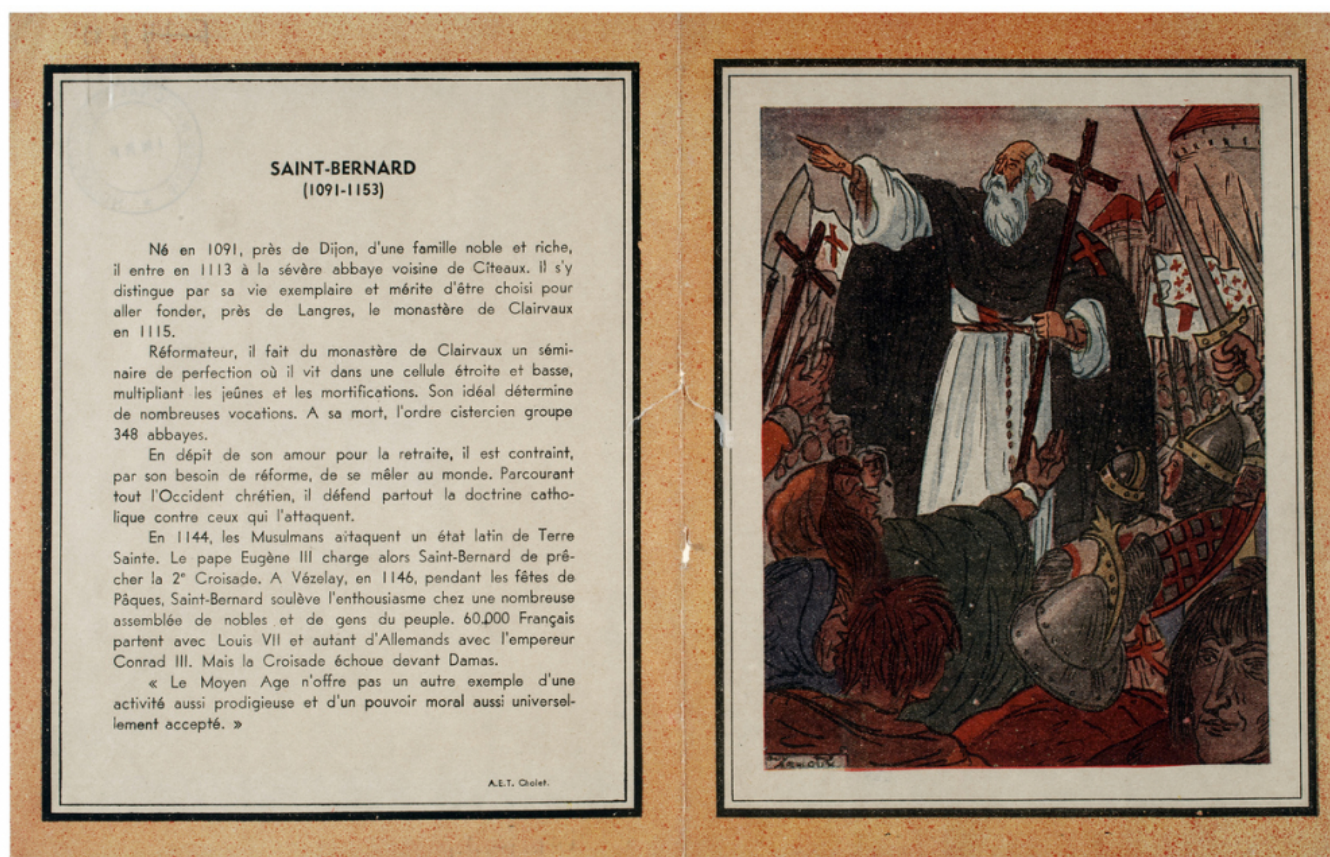 SAINT-BERNARD
(1091-1153)
Né en 1091, près de Dijon, d'une famille noble et riche,
il entre en 1113 à la sévère abbaye voisine de Cîteaux. Il s'y
distingue par sa vie exemplaire et mérite d'être choisi pour
aller fonder, près de Langres, le monastère de Clairvaux
en 1115.
Réformateur, il fait du monastère de Clairvaux un sémi-
naire de perfection où il vit dans une cellule étroite et basse,
multipliant les jeûnes et les mortifications. Son idéal détermine
de nombreuses vocations. A sa mort, l'ordre cistercien groupe
348 abbayes.
En dépit de son amour pour la retraite, il est contraint,
par son besoin de réforme, de se mêler au monde. Parcourant
tout l'Occident chrétien, il défend partout la doctrine catho-
lique contre ceux qui l'attaquent.
En 1144, les Musulmans attaquent un état latin de Terre
Sainte. Le pape Eugène III charge alors Saint-Bernard de prê-
cher la 2e Croisade. A Vézelay, en 1146, pendant les fêtes de
Pâques, Saint-Bernard soulève l'enthousiasme chez une nombreuse
assemblée de nobles et de gens du peuple. 60.000 Français
partent avec Louis VII et autant d'Allemands avec l'empereur
Conrad III. Mais la Croisade échoue devant Damas.
« Le Moyen Age n'offre pas un autre exemple d'une
activité aussi prodigieuse et d'un pouvoir moral aussi universel-
lement accepté. »
A.E.T. Cholet.